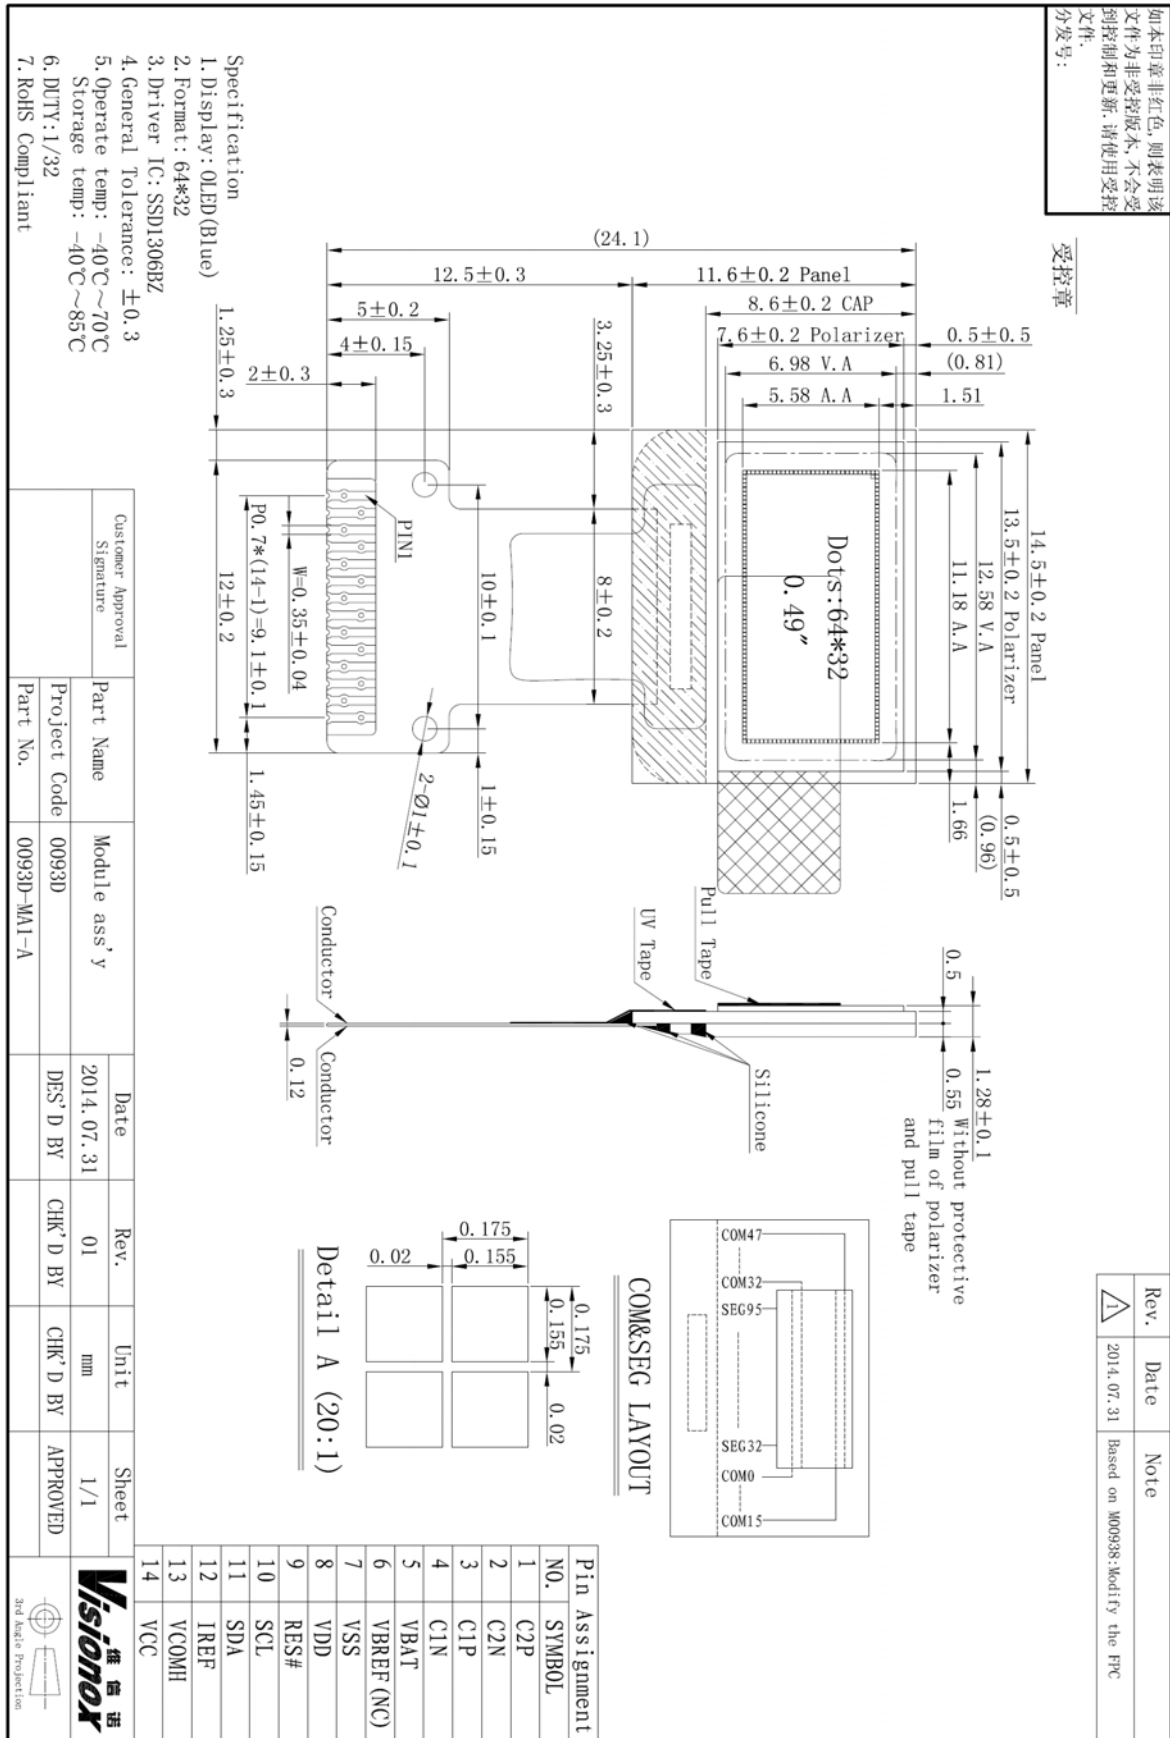 如本印章非红色,则表明该
文件为非受控版本,不会受
到控制和更新.请使用受控
文件.
分发号:
受控章
Rev.	Date	Note
1	2014.07.31	Based on M00938:Modify the FPC
Specification
1.Display:OLED(Blue)
2.Format:64*32
3.Driver IC:SSD1306BZ
4.General Tolerance: ±0.3
5.Operate temp: -40℃~70℃
Storage temp: -40℃~85℃
6.DUTY:1/32
7.RoHS Compliant
(24.1)
12.5±0.3
11.6±0.2 Panel
8.6±0.2 CAP
5±0.2
7.6±0.2 Polarizer
0.5±0.5
4±0.15
6.98 V.A
(0.81)
2±0.3
5.58 A.A
1.51
1.25±0.3
3.25±0.3
14.5±0.2 Panel
13.5±0.2 Polarizer
12.58 V.A
11.18 A.A
0.5±0.5
(0.96)
1.66
Dots:64*32
0.49"
8±0.2
10±0.1
1±0.15
PIN1
W=0.35±0.04
P0.7*(14-1)=9.1±0.1
12±0.2
1.45±0.15
2-Ø1±0.1
Pull Tape
UV Tape
Conductor
Conductor
0.12
Silicone
0.5
0.55
1.28±0.1
Without protective
film of polarizer
and pull tape
COM47
COM32
SEG95
SEG32
COM0
COM15
COM&SEG LAYOUT
0.175
0.155
0.02
0.175
0.155
0.02
Detail A (20:1)
Pin Assignment
NO.	SYMBOL
1	C2P
2	C2N
3	C1P
4	C1N
5	VBAT
6	VBREF(NC)
7	VSS
8	VDD
9	RES#
10	SCL
11	SDA
12	IREF
13	VCOMH
14	VCC
Customer Approval
Signature
Part Name	Module ass'y
Project Code	0093D
Part No.	0093D-MA1-A
Date	Rev.	Unit	Sheet
2014.07.31	01	mm	1/1
DES'D BY	CHK'D BY	CHK'D BY	APPROVED
维信诺
Visionox
3rd Angle Projection